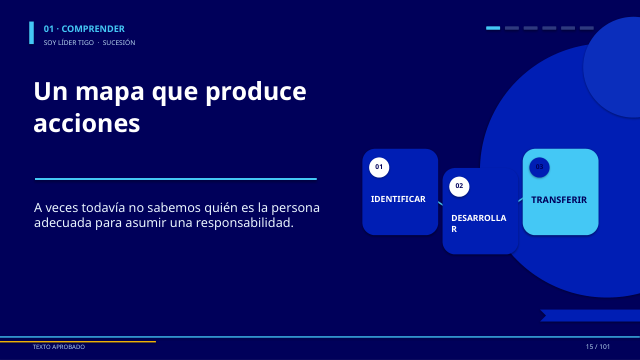 01 · COMPRENDER
SOY LÍDER TIGO · SUCESIÓN
Un mapa que produce
acciones
A veces todavía no sabemos quién es la persona
adecuada para asumir una responsabilidad.
01
IDENTIFICAR
02
DESARROLLA
R
03
TRANSFERIR
TEXTO APROBADO
15 / 101